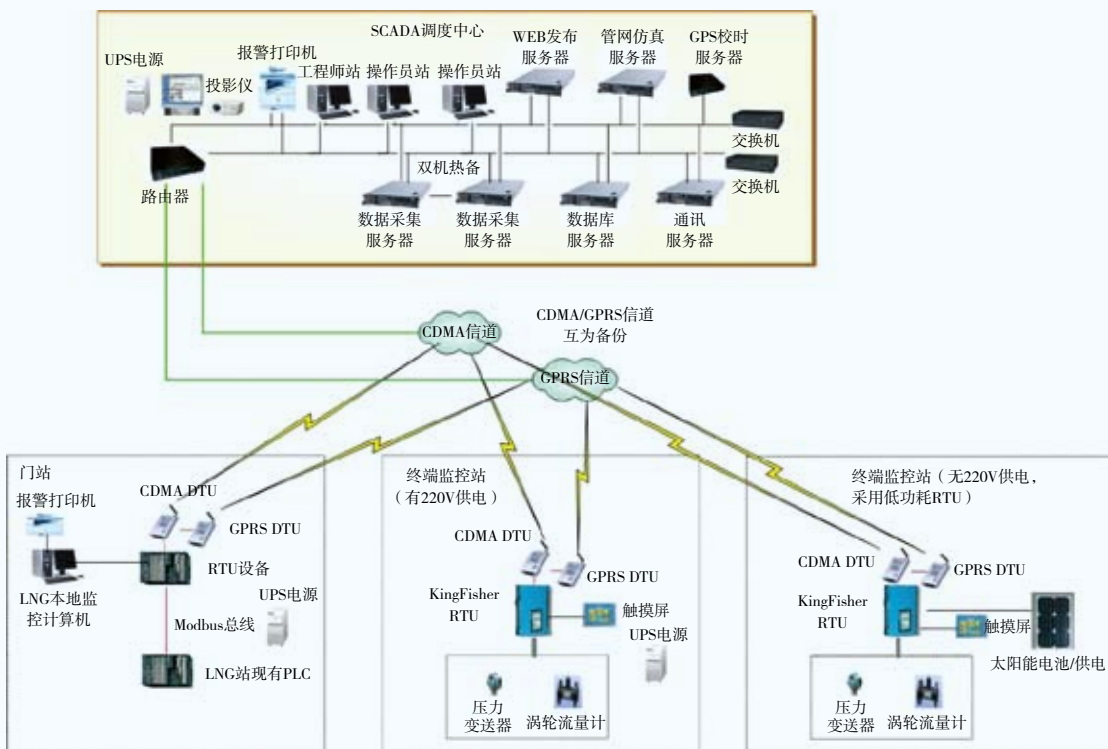 SCADA调度中心
UPS电源
报警打印机
投影仪
工程师站
操作员站
操作员站
WEB发布
服务器
管网仿真
服务器
GPS校时
服务器
交换机
双机热备
交换机
路由器
数据采集
服务器
数据采集
服务器
数据库
服务器
通讯
服务器
CDMA信道
CDMA/GPRS信道
互为备份
GPRS信道
门站
报警打印机
CDMA DTU
GPRS DTU
RTU设备
LNG本地监
控计算机
UPS电源
Modbus总线
LNG站现有PLC
终端监控站
（有220V供电）
CDMA DTU
GPRS DTU
KingFisher
RTU
触摸屏
UPS电源
压力
变送器
涡轮流量计
终端监控站（无220V供电，
采用低功耗RTU）
CDMA DTU
GPRS DTU
KingFisher
RTU
触摸屏
太阳能电池/供电
压力
变送器
涡轮流量计